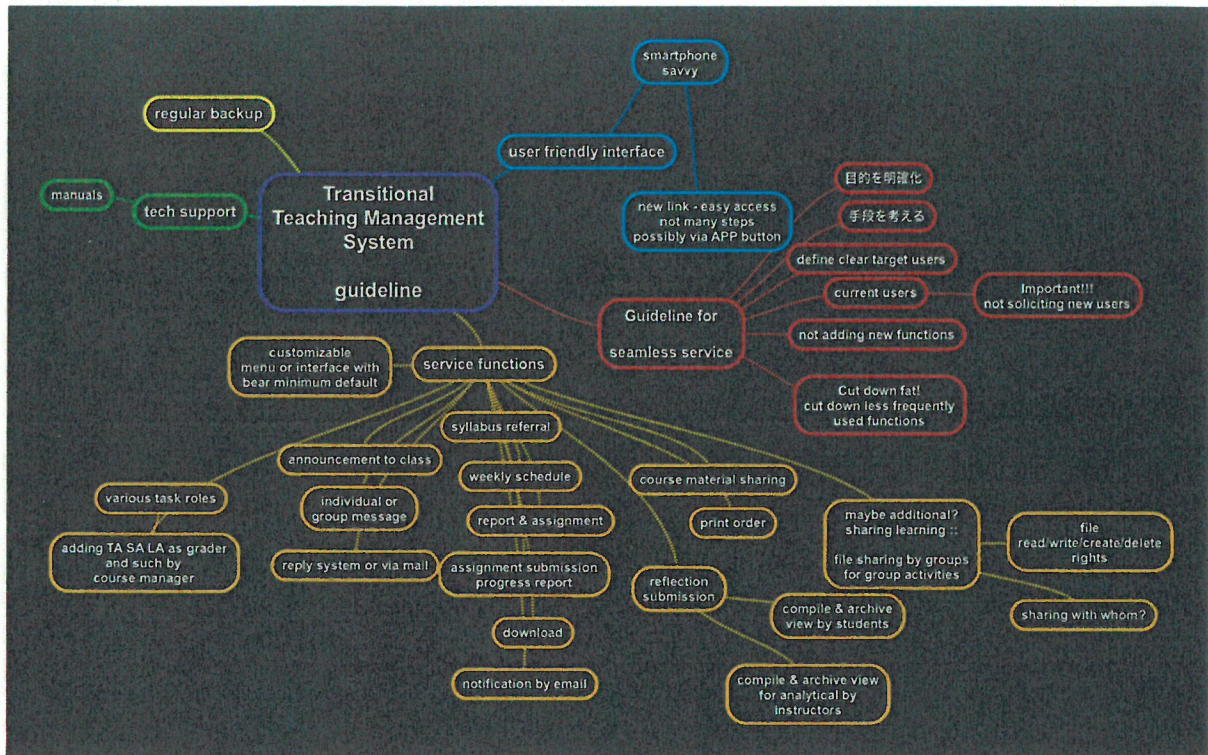 smartphone
savvy
regular backup
user friendly interface
manuals
tech support
Transitional
Teaching Management
System
guideline
new link - easy access
not many steps
possibly via APP button
目的を明確化
手段を考える
define clear target users
current users
Important!!!
not soliciting new users
Guideline for
seamless service
not adding new functions
Cut down fat!
cut down less frequently
used functions
customizable
menu or interface with
bear minimum default
service functions
syllabus referral
announcement to class
weekly schedule
course material sharing
various task roles
individual or
group message
report & assignment
print order
maybe additional?
sharing learning ::
file sharing by groups
for group activities
file
read/write/create/delete
rights
adding TA SA LA as grader
and such by
course manager
reply system or via mail
assignment submission
progress report
reflection
submission
compile & archive
view by students
sharing with whom?
download
notification by email
compile & archive view
for analytical by
instructors